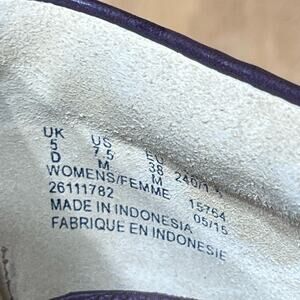 UK US EU
5 7.5 38 240/1
D M M
WOMENS/FEMME
26111782 15764
MADE IN INDONESIA 05/15
FABRIQUE EN INDONESIE